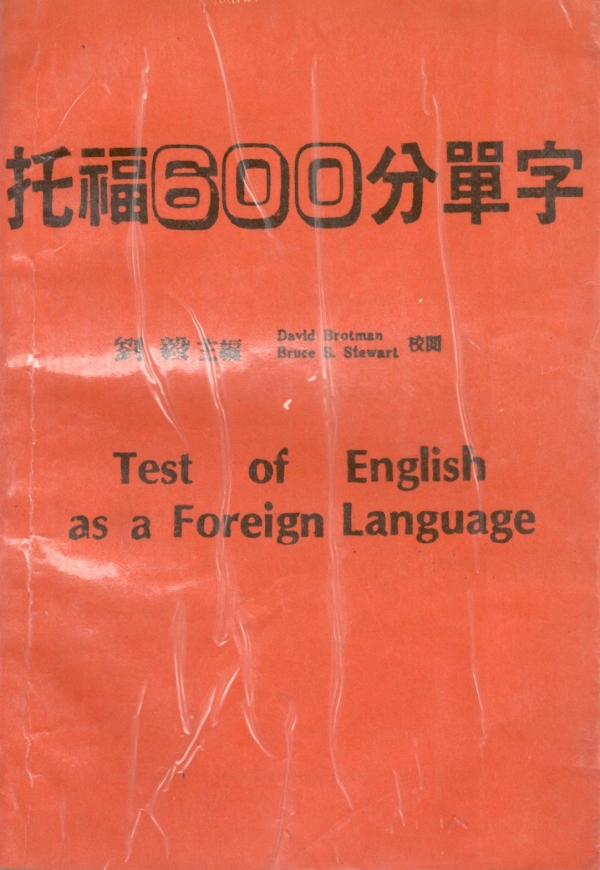 托福600分單字
劉 毅 主編 David Brotman
Bruce S. Stewart 校閱
Test of English
as a Foreign Language